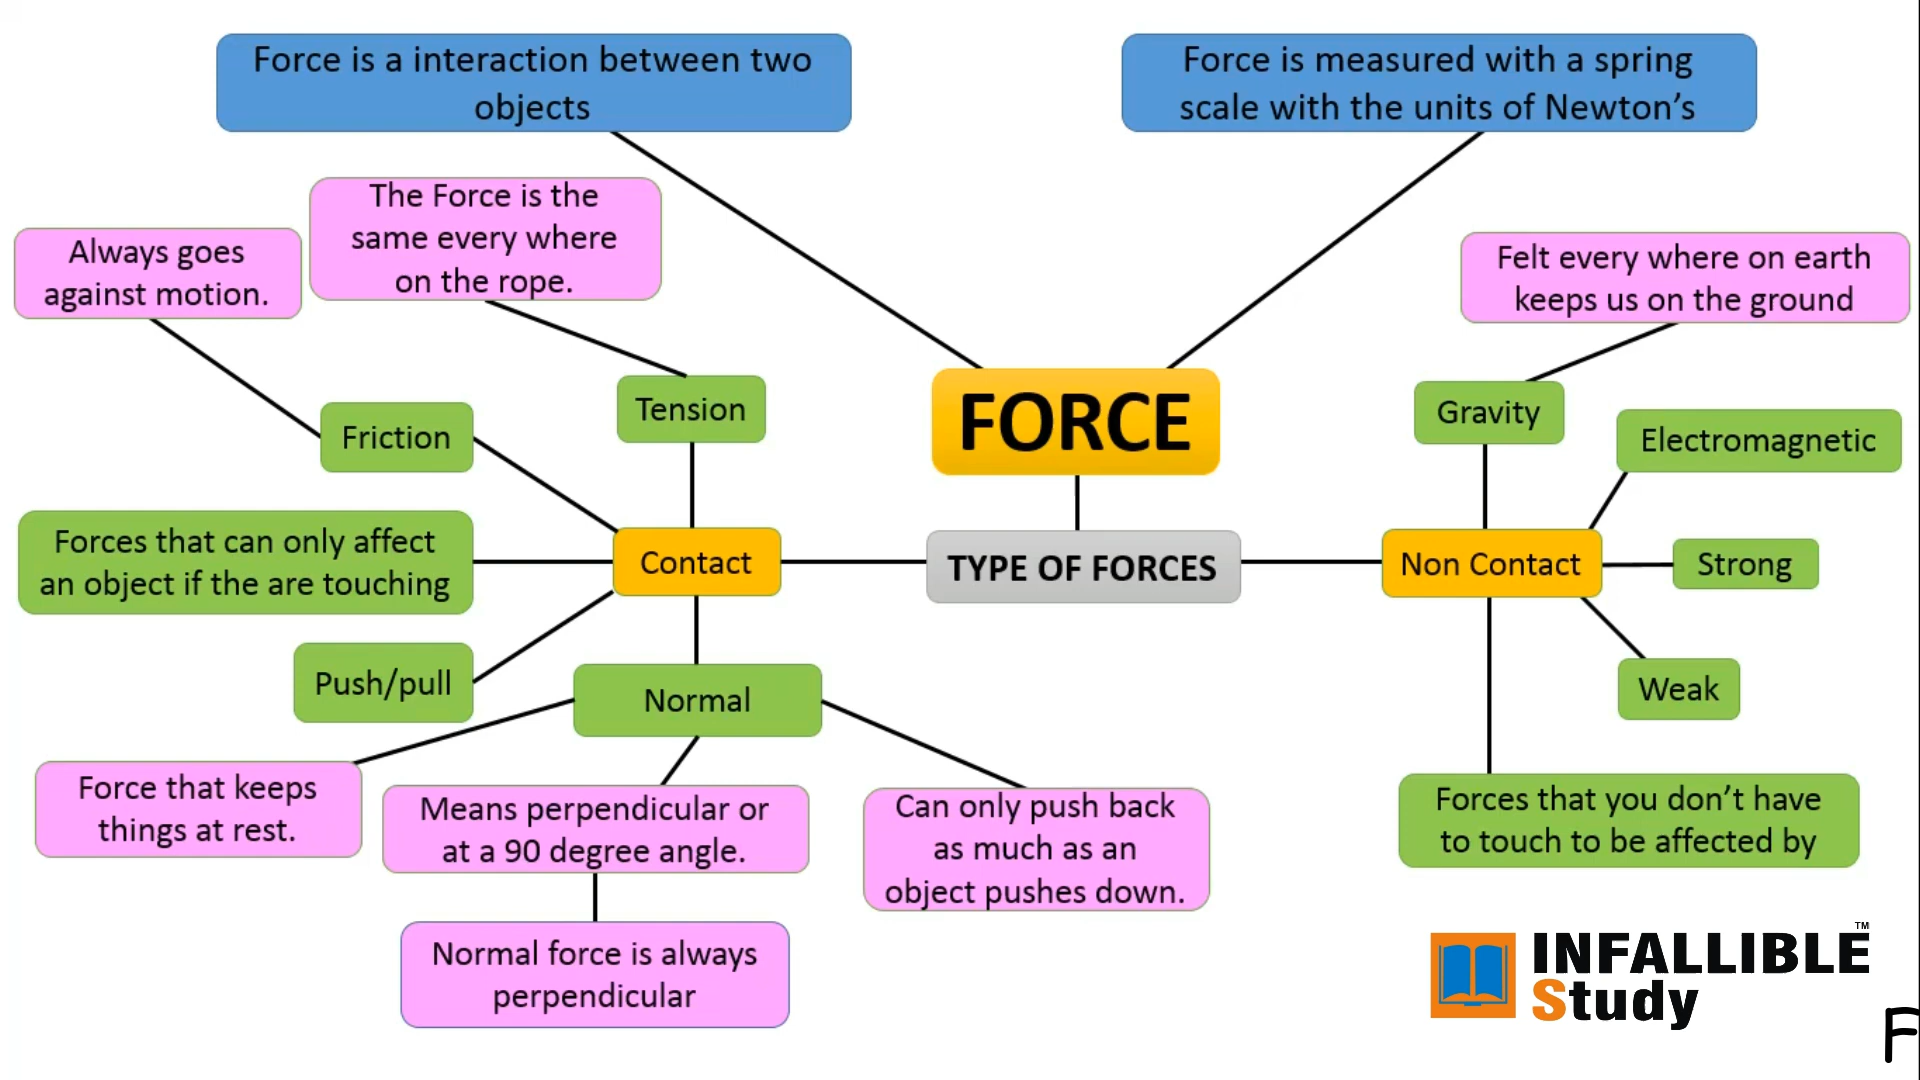 Force is a interaction between two
objects
Force is measured with a spring
scale with the units of Newton’s
The Force is the
same every where
on the rope.
Always goes
against motion.
Felt every where on earth
keeps us on the ground
FORCE
Tension
Friction
Gravity
Electromagnetic
Forces that can only affect
an object if the are touching
Contact
TYPE OF FORCES
Non Contact
Strong
Push/pull
Normal
Weak
Force that keeps
things at rest.
Means perpendicular or
at a 90 degree angle.
Can only push back
as much as an
object pushes down.
Forces that you don’t have
to touch to be affected by
Normal force is always
perpendicular
INFALLIBLE™
Study
F